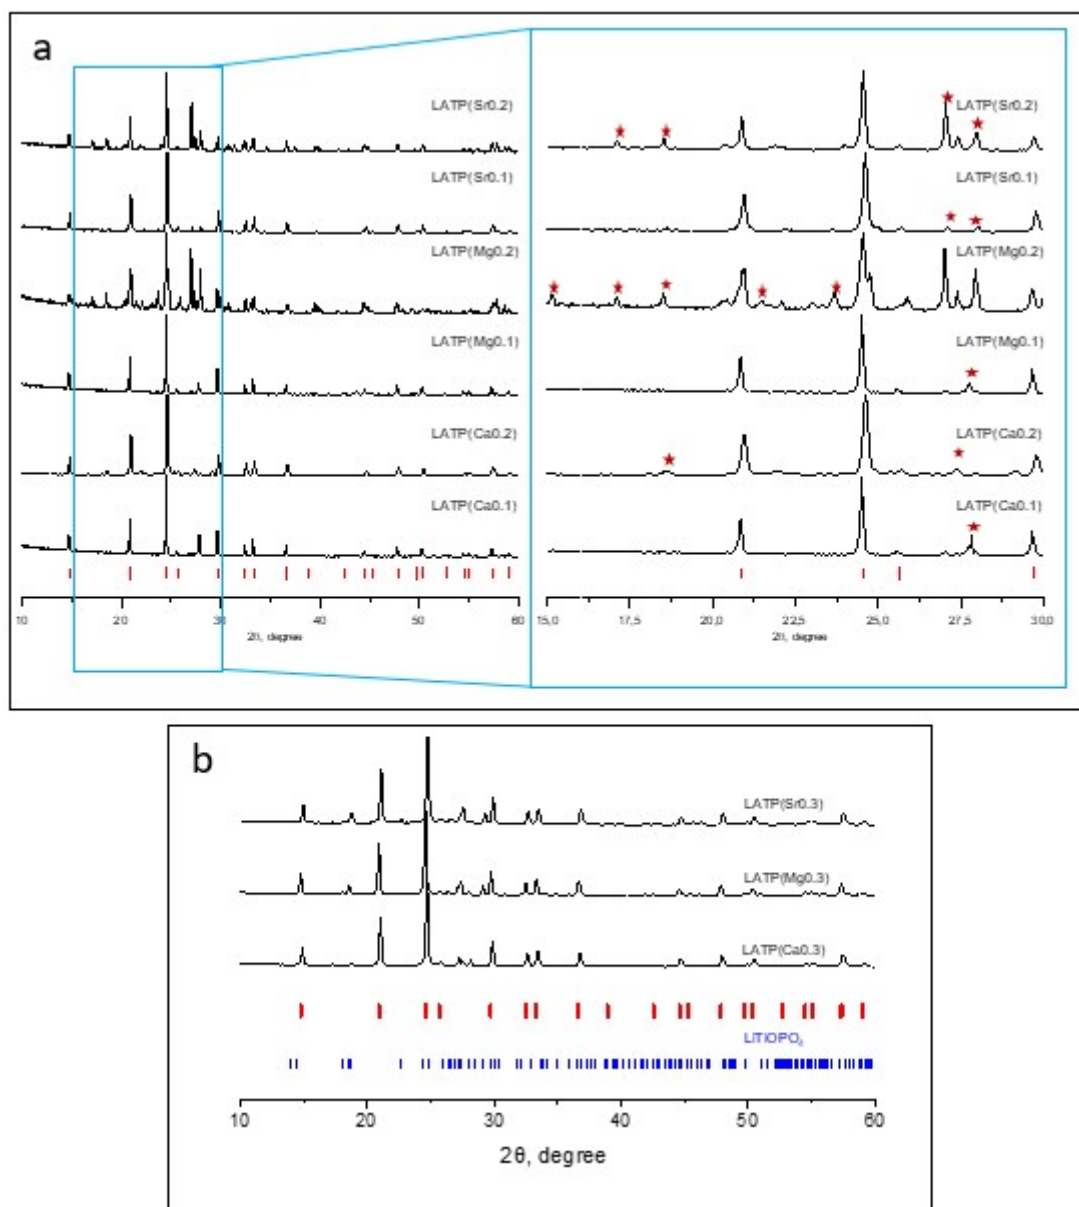 a
LATP(Sr0.2)
LATP(Sr0.1)
LATP(Mg0.2)
LATP(Mg0.1)
LATP(Ca0.2)
LATP(Ca0.1)
10 20 30 40 50 60
2θ, degree
LATP(Sr0.2)
LATP(Sr0.1)
LATP(Mg0.2)
LATP(Mg0.1)
LATP(Ca0.2)
LATP(Ca0.1)
15,0 17,5 20,0 22,5 25,0 27,5 30,0
2θ, degree
b
LATP(Sr0.3)
LATP(Mg0.3)
LATP(Ca0.3)
LiTiOPO₄
10 20 30 40 50 60
2θ, degree